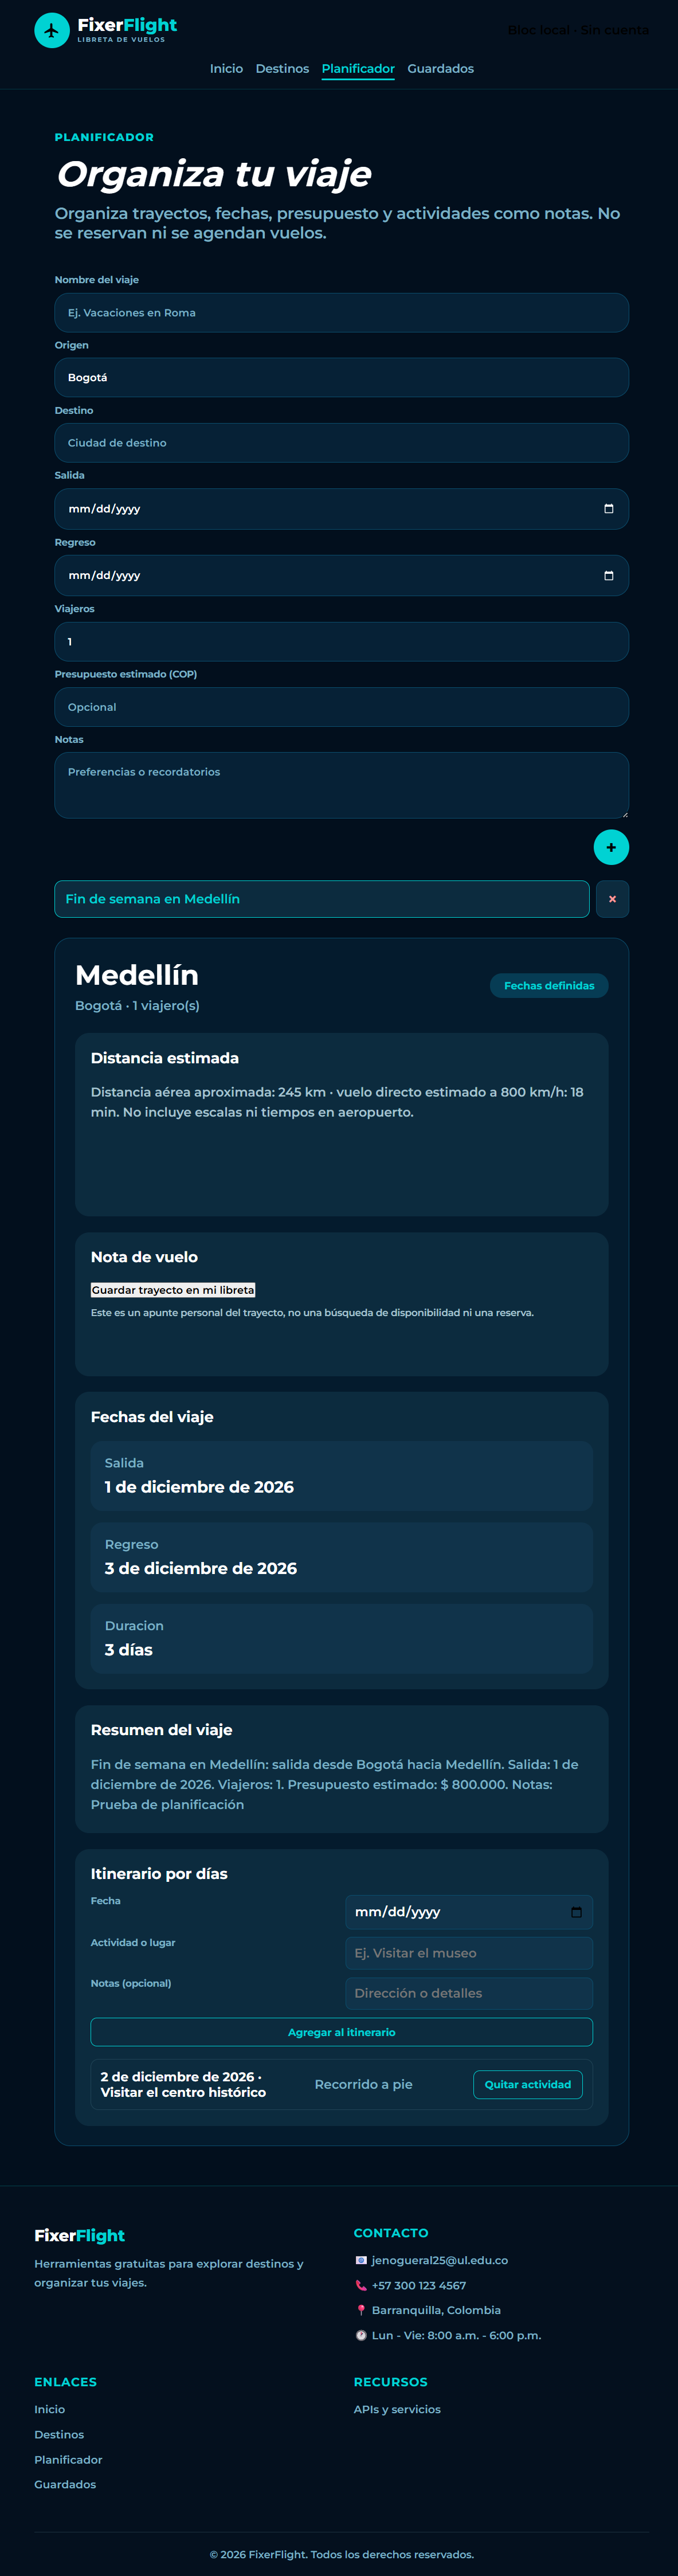 FixerFlight
LIBRETA DE VUELOS
Bloc local · Sin cuenta
Inicio Destinos Planificador Guardados
PLANIFICADOR
Organiza tu viaje
Organiza trayectos, fechas, presupuesto y actividades como notas. No
se reservan ni se agendan vuelos.
Nombre del viaje
Ej. Vacaciones en Roma
Origen
Bogotá
Destino
Ciudad de destino
Salida
mm/dd/yyyy
Regreso
mm/dd/yyyy
Viajeros
1
Presupuesto estimado (COP)
Opcional
Notas
Preferencias o recordatorios
+
Fin de semana en Medellín
×
Medellín
Bogotá · 1 viajero(s)
Fechas definidas
Distancia estimada
Distancia aérea aproximada: 245 km · vuelo directo estimado a 800 km/h: 18
min. No incluye escalas ni tiempos en aeropuerto.
Nota de vuelo
Guardar trayecto en mi libreta
Este es un apunte personal del trayecto, no una búsqueda de disponibilidad ni una reserva.
Fechas del viaje
Salida
1 de diciembre de 2026
Regreso
3 de diciembre de 2026
Duracion
3 días
Resumen del viaje
Fin de semana en Medellín: salida desde Bogotá hacia Medellín. Salida: 1 de
diciembre de 2026. Viajeros: 1. Presupuesto estimado: $ 800.000. Notas:
Prueba de planificación
Itinerario por días
Fecha
mm/dd/yyyy
Actividad o lugar
Ej. Visitar el museo
Notas (opcional)
Dirección o detalles
Agregar al itinerario
2 de diciembre de 2026 ·
Visitar el centro histórico
Recorrido a pie
Quitar actividad
FixerFlight
Herramientas gratuitas para explorar destinos y
organizar tus viajes.
CONTACTO
jenogueral25@ul.edu.co
+57 300 123 4567
Barranquilla, Colombia
Lun - Vie: 8:00 a.m. - 6:00 p.m.
ENLACES
Inicio
Destinos
Planificador
Guardados
RECURSOS
APIs y servicios
© 2026 FixerFlight. Todos los derechos reservados.